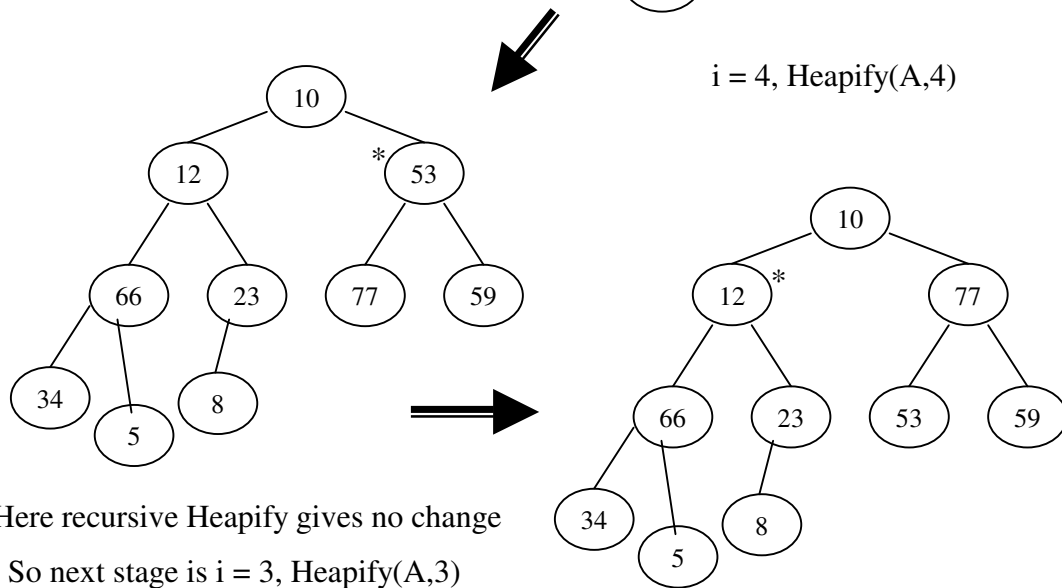 i = 4, Heapify(A,4)
10
12
* 53
66 23 77 59
34 5 8
10
12 *
77
66 23 53 59
34 5 8
Here recursive Heapify gives no change
So next stage is i = 3, Heapify(A,3)